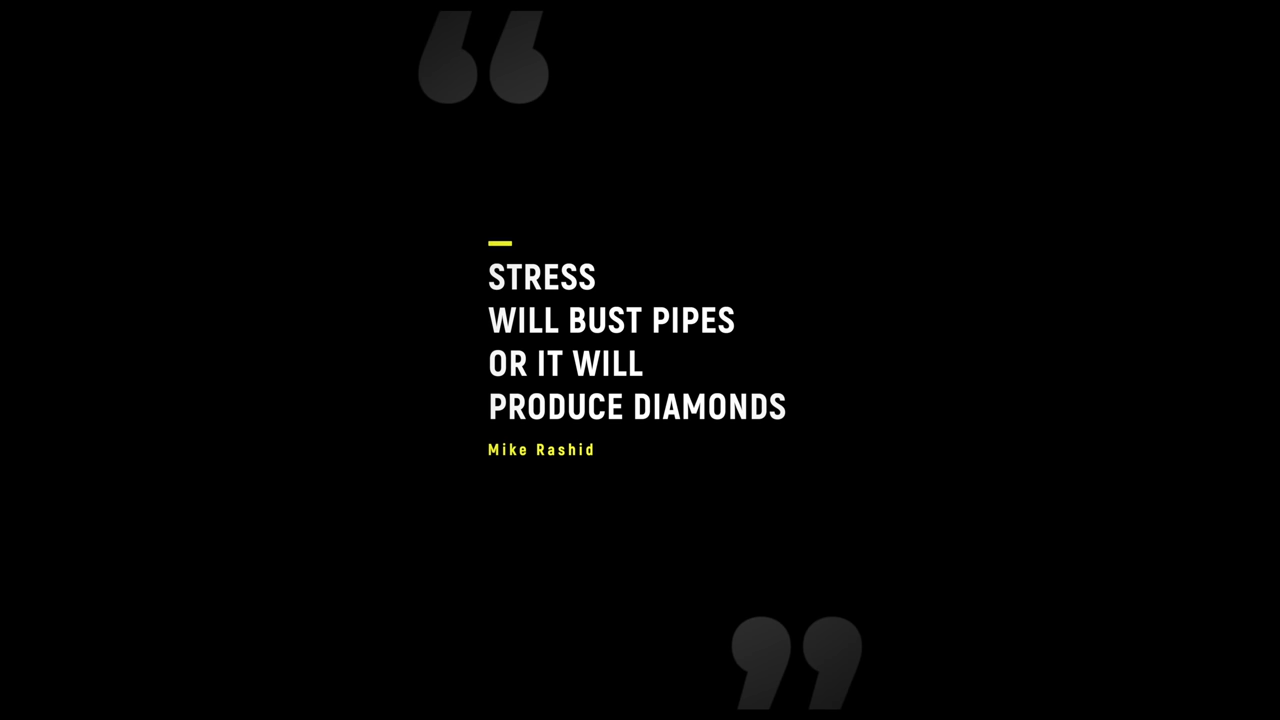 “
STRESS
WILL BUST PIPES
OR IT WILL
PRODUCE DIAMONDS
Mike Rashid
”